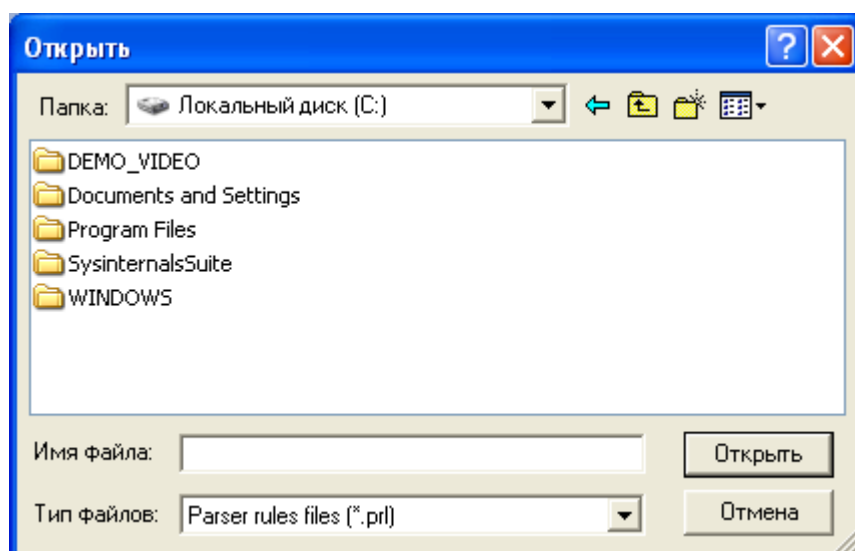 Открыть
Папка: Локальный диск (C:)
DEMO_VIDEO
Documents and Settings
Program Files
SysinternalsSuite
WINDOWS
Имя файла: Открыть
Тип файлов: Parser rules files (*.prl) Отмена